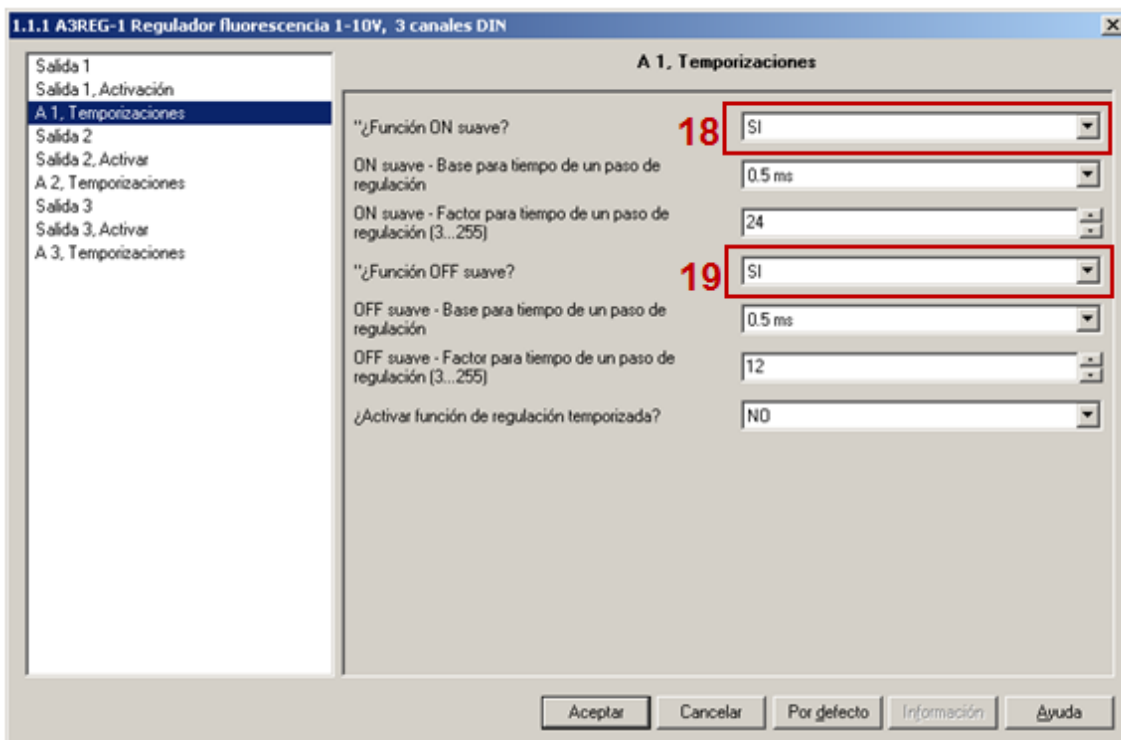 1.1.1 A3REG-1 Regulador fluorescencia 1-10V, 3 canales DIN
Salida 1
Salida 1, Activación
A 1, Temporizaciones
Salida 2
Salida 2, Activar
A 2, Temporizaciones
Salida 3
Salida 3, Activar
A 3, Temporizaciones
A 1, Temporizaciones
"¿Función ON suave?
18
SI
ON suave - Base para tiempo de un paso de
regulación
0.5 ms
ON suave - Factor para tiempo de un paso de
regulación (3...255)
24
"¿Función OFF suave?
19
SI
OFF suave - Base para tiempo de un paso de
regulación
0.5 ms
OFF suave - Factor para tiempo de un paso de
regulación (3...255)
12
¿Activar función de regulación temporizada?
NO
Aceptar
Cancelar
Por defecto
Información
Ayuda